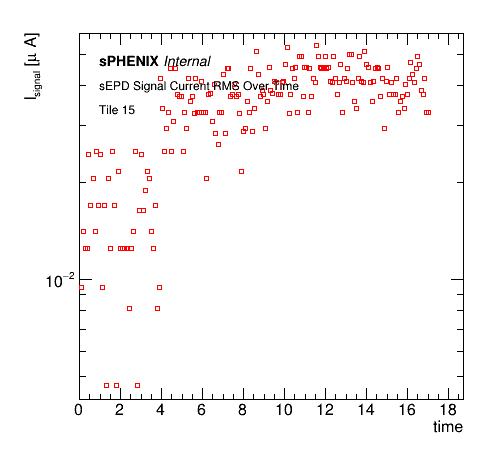 sPHENIX Internal
sEPD Signal Current RMS Over Time
Tile 15
I_signal [μ A]
10⁻²
0 2 4 6 8 10 12 14 16 18
time